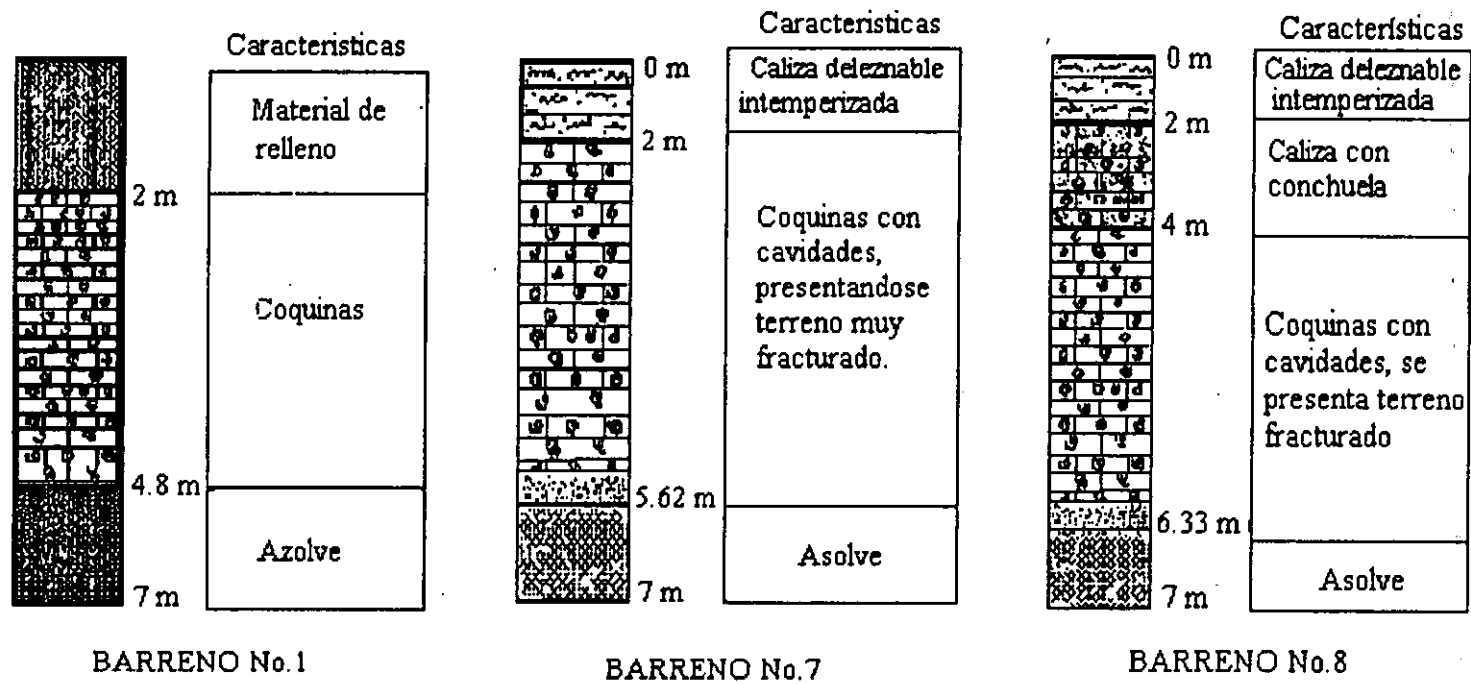 Caracteristicas
Material de
relleno
2 m
Coquinas
4.8 m
Azolve
7 m
BARRENO No.1
Caracteristicas
0 m
Caliza deleznable
intemperizada
2 m
Coquinas con
cavidades,
presentandose
terreno muy
fracturado.
5.62 m
Asolve
7 m
BARRENO No.7
Características
0 m
Caliza deleznable
intemperizada
2 m
Caliza con
conchuela
4 m
Coquinas con
cavidades, se
presenta terreno
fracturado
6.33 m
Asolve
7 m
BARRENO No.8